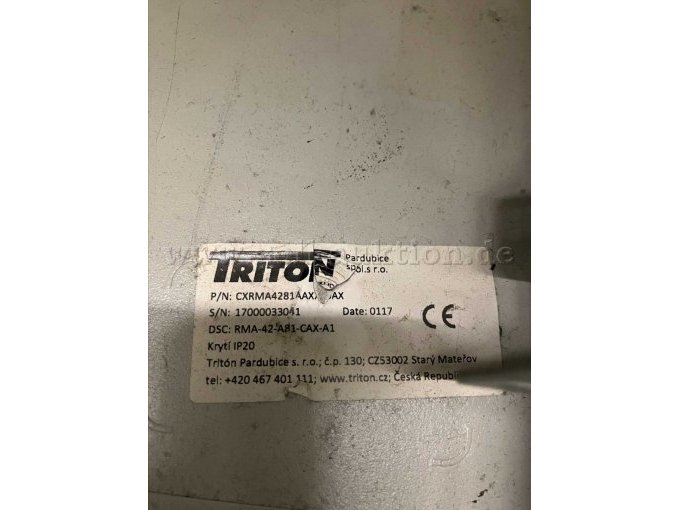 TRITON
Pardubice
spol.s r.o.
S/N: 17000033041
Date: 0117
CE
DSC: RMA-42-A81-CAX-A1
Krytí IP20
Tritón Pardubice s. r.o.; č.p. 130; CZ53002 Starý Mateřov
tel: +420 467 401 111; www.triton.cz; Česká
P/N: